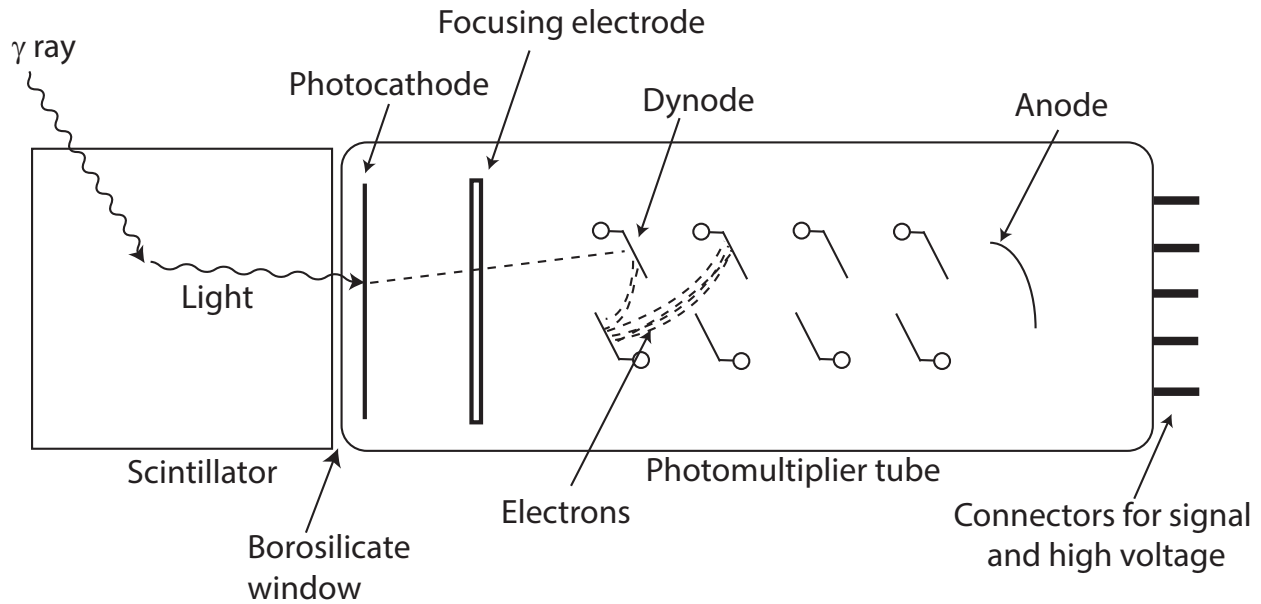 Focusing electrode
γ ray
Photocathode
Dynode
Anode
Light
Scintillator
Photomultiplier tube
Electrons
Connectors for signal
and high voltage
Borosilicate
window